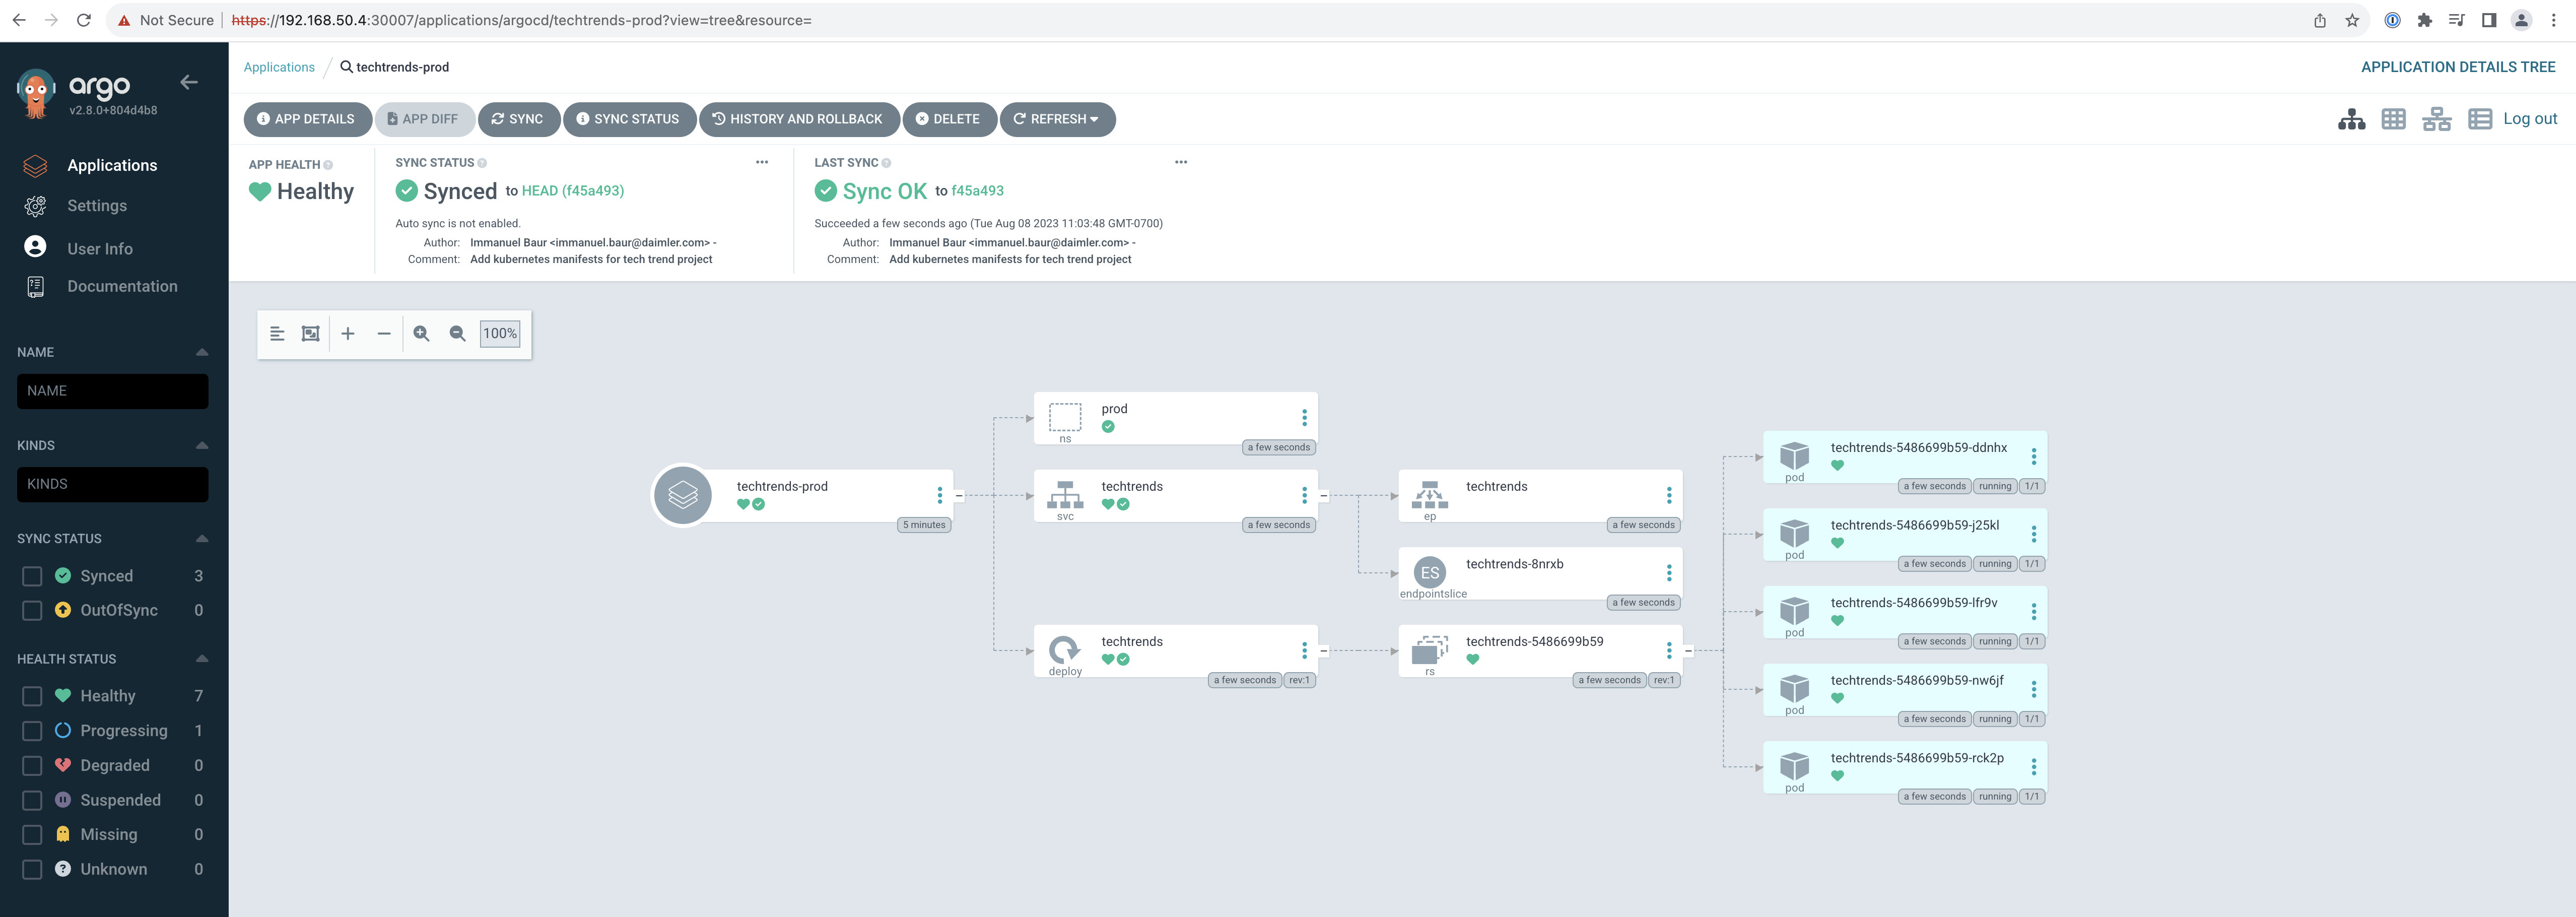 Not Secure | https://192.168.50.4:30007/applications/argocd/techtrends-prod?view=tree&resource=
argo
v2.8.0+804d4b8
Applications
Settings
User Info
Documentation
NAME
NAME
KINDS
KINDS
SYNC STATUS
Synced 3
OutOfSync 0
HEALTH STATUS
Healthy 7
Progressing 1
Degraded 0
Suspended 0
Missing 0
Unknown 0
Applications / techtrends-prod
APPLICATION DETAILS TREE
APP DETAILS
APP DIFF
SYNC
SYNC STATUS
HISTORY AND ROLLBACK
DELETE
REFRESH
Log out
APP HEALTH
Healthy
SYNC STATUS
Synced to HEAD (f45a493)
Auto sync is not enabled.
Author: Immanuel Baur <immanuel.baur@daimler.com> -
Comment: Add kubernetes manifests for tech trend project
LAST SYNC
Sync OK to f45a493
Succeeded a few seconds ago (Tue Aug 08 2023 11:03:48 GMT-0700)
Author: Immanuel Baur <immanuel.baur@daimler.com> -
Comment: Add kubernetes manifests for tech trend project
100%
techtrends-prod
5 minutes
prod
ns
a few seconds
techtrends
svc
a few seconds
techtrends
deploy
a few seconds rev:1
techtrends
ep
a few seconds
ES
techtrends-8nrxb
endpointslice
a few seconds
techtrends-5486699b59
rs
a few seconds rev:1
techtrends-5486699b59-ddnhx
pod
a few seconds running 1/1
techtrends-5486699b59-j25kl
pod
a few seconds running 1/1
techtrends-5486699b59-lfr9v
pod
a few seconds running 1/1
techtrends-5486699b59-nw6jf
pod
a few seconds running 1/1
techtrends-5486699b59-rck2p
pod
a few seconds running 1/1